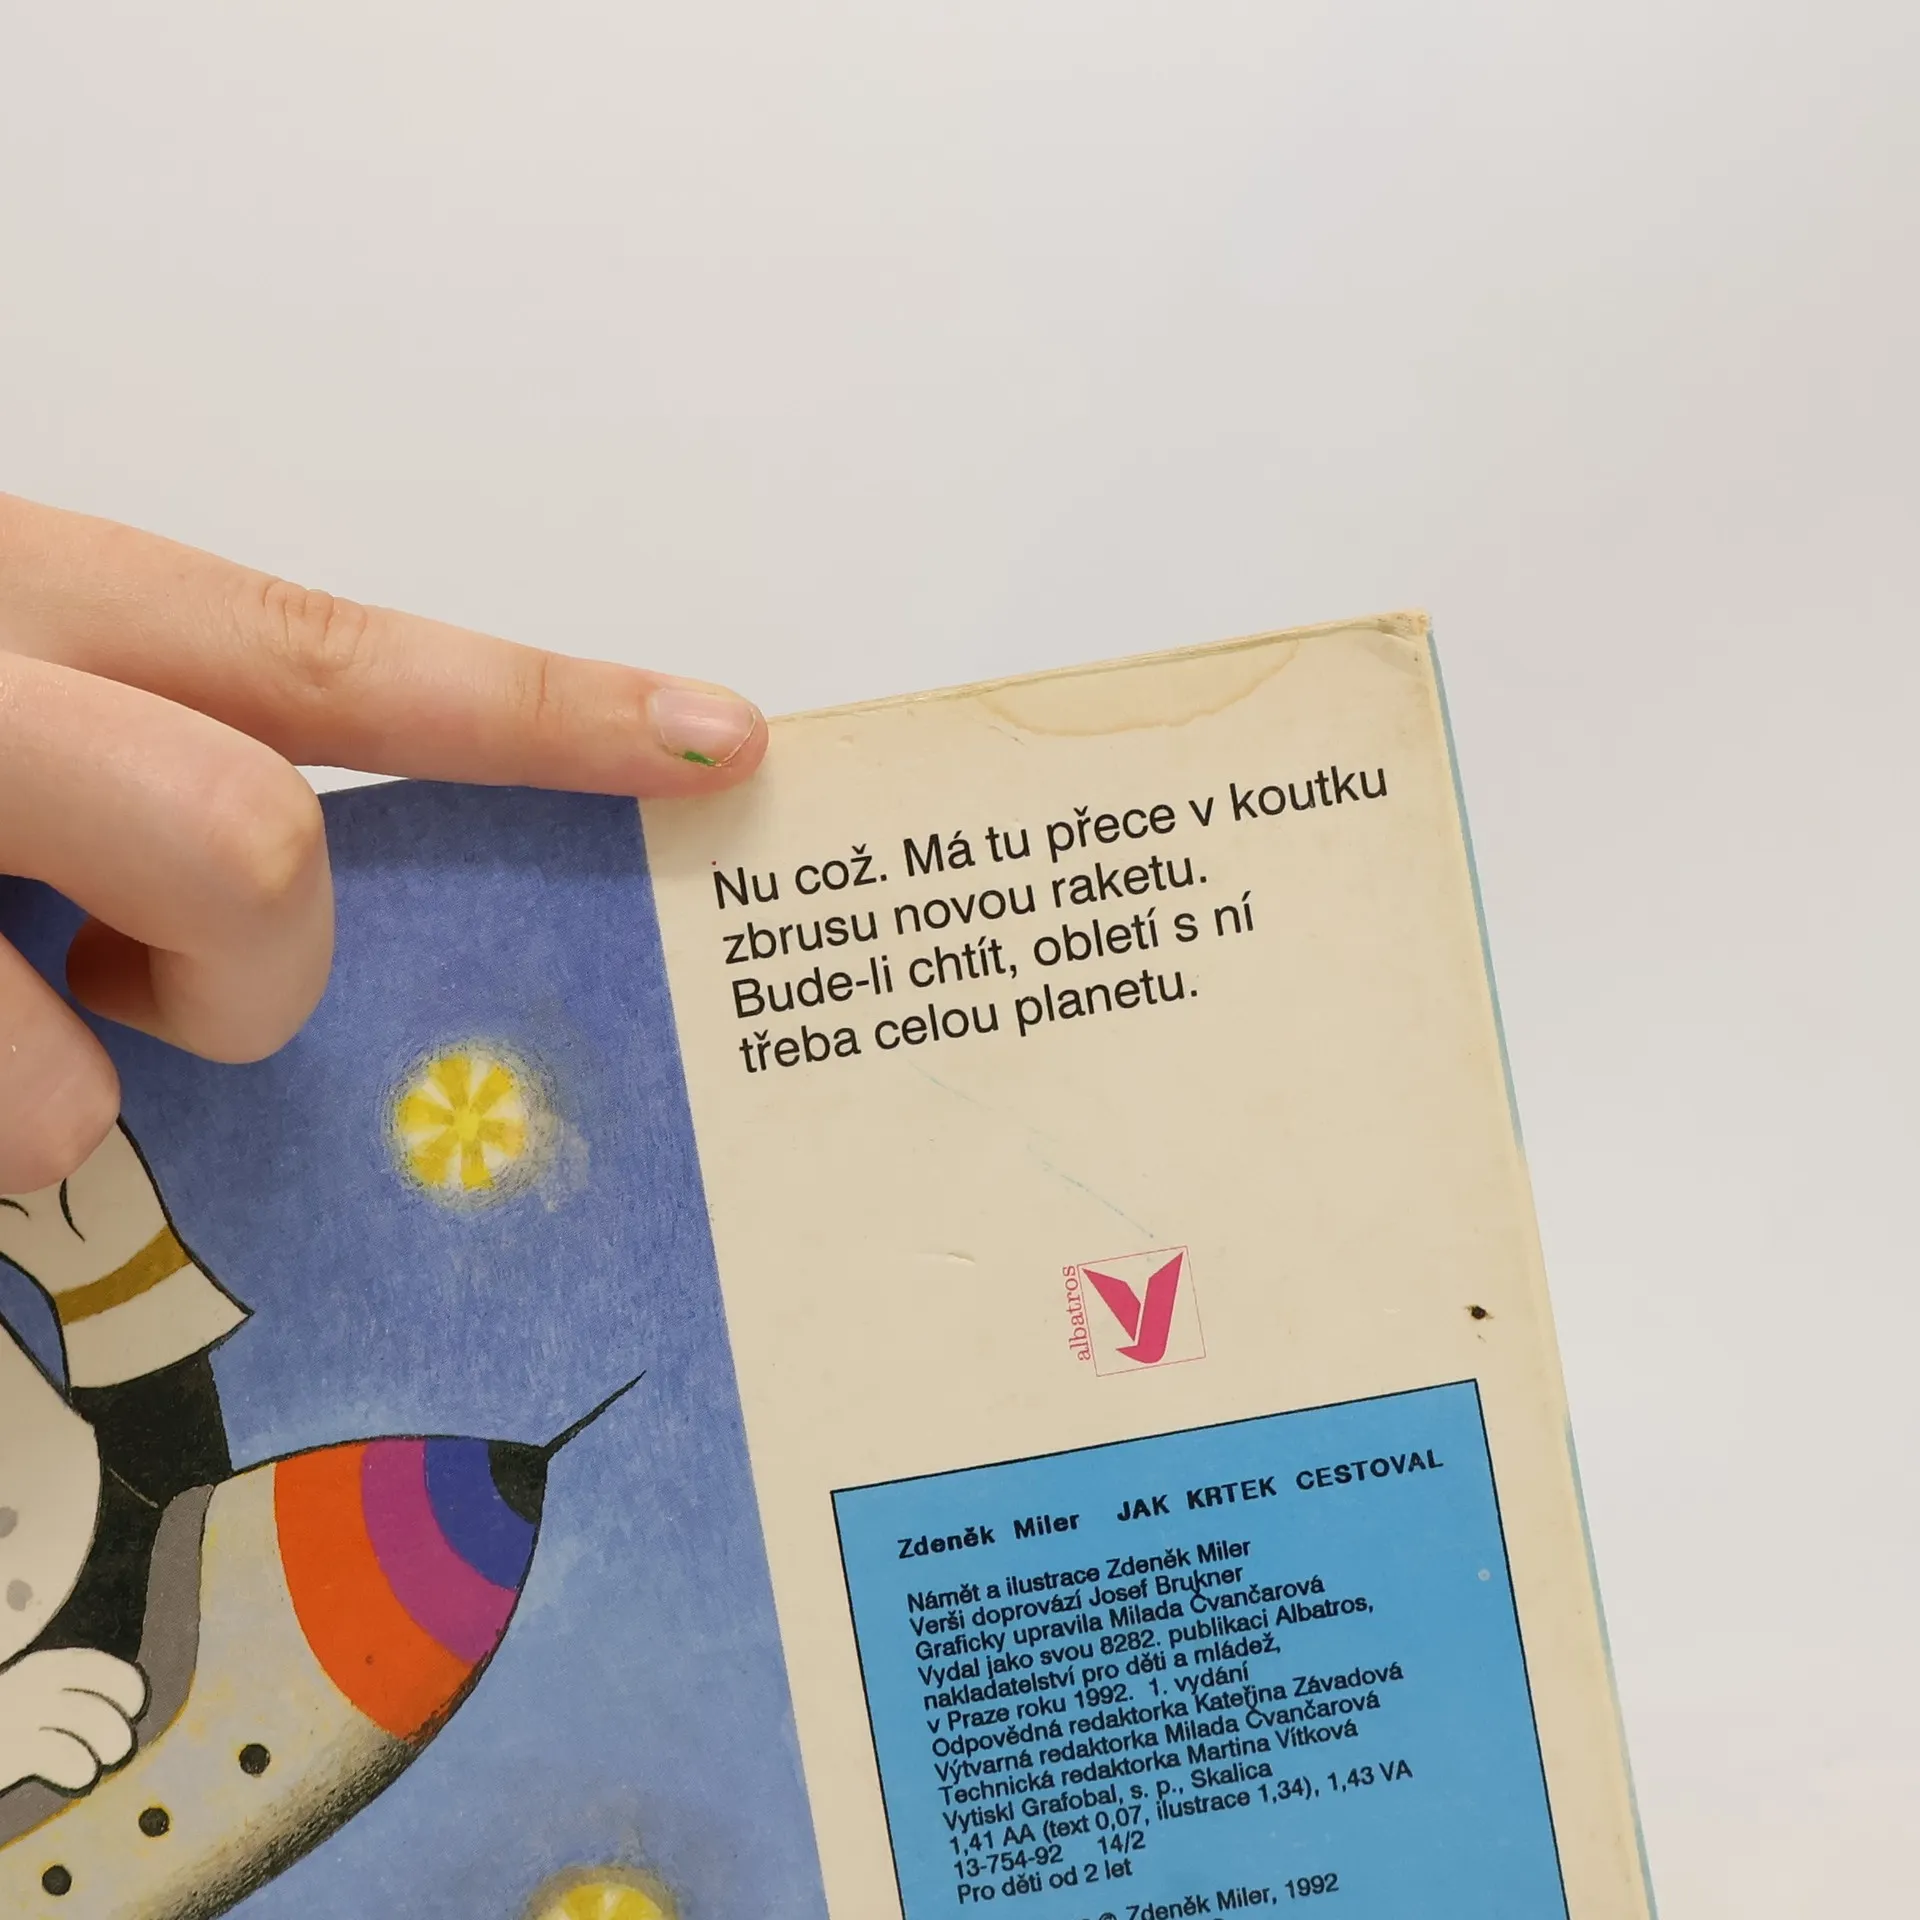 Nu což. Má tu přece v koutku
zbrusu novou raketu.
Bude-li chtít, obletí s ní
třeba celou planetu.
albatros
Zdeněk Miler JAK KRTEK CESTOVAL
Námět a ilustrace Zdeněk Miler
Verši doprovází Josef Brukner
Graficky upravila Milada Čvančarová
Vydal jako svou 8282. publikaci Albatros,
nakladatelství pro děti a mládež,
v Praze roku 1992. 1. vydání
Odpovědná redaktorka Kateřina Závadová
Výtvarná redaktorka Milada Čvančarová
Technická redaktorka Martina Vítková
Vytiskl Grafobal, s. p., Skalica
1,41 AA (text 0,07, ilustrace 1,34), 1,43 VA
13-754-92 14/2
Pro děti od 2 let
© Zdeněk Miler, 1992